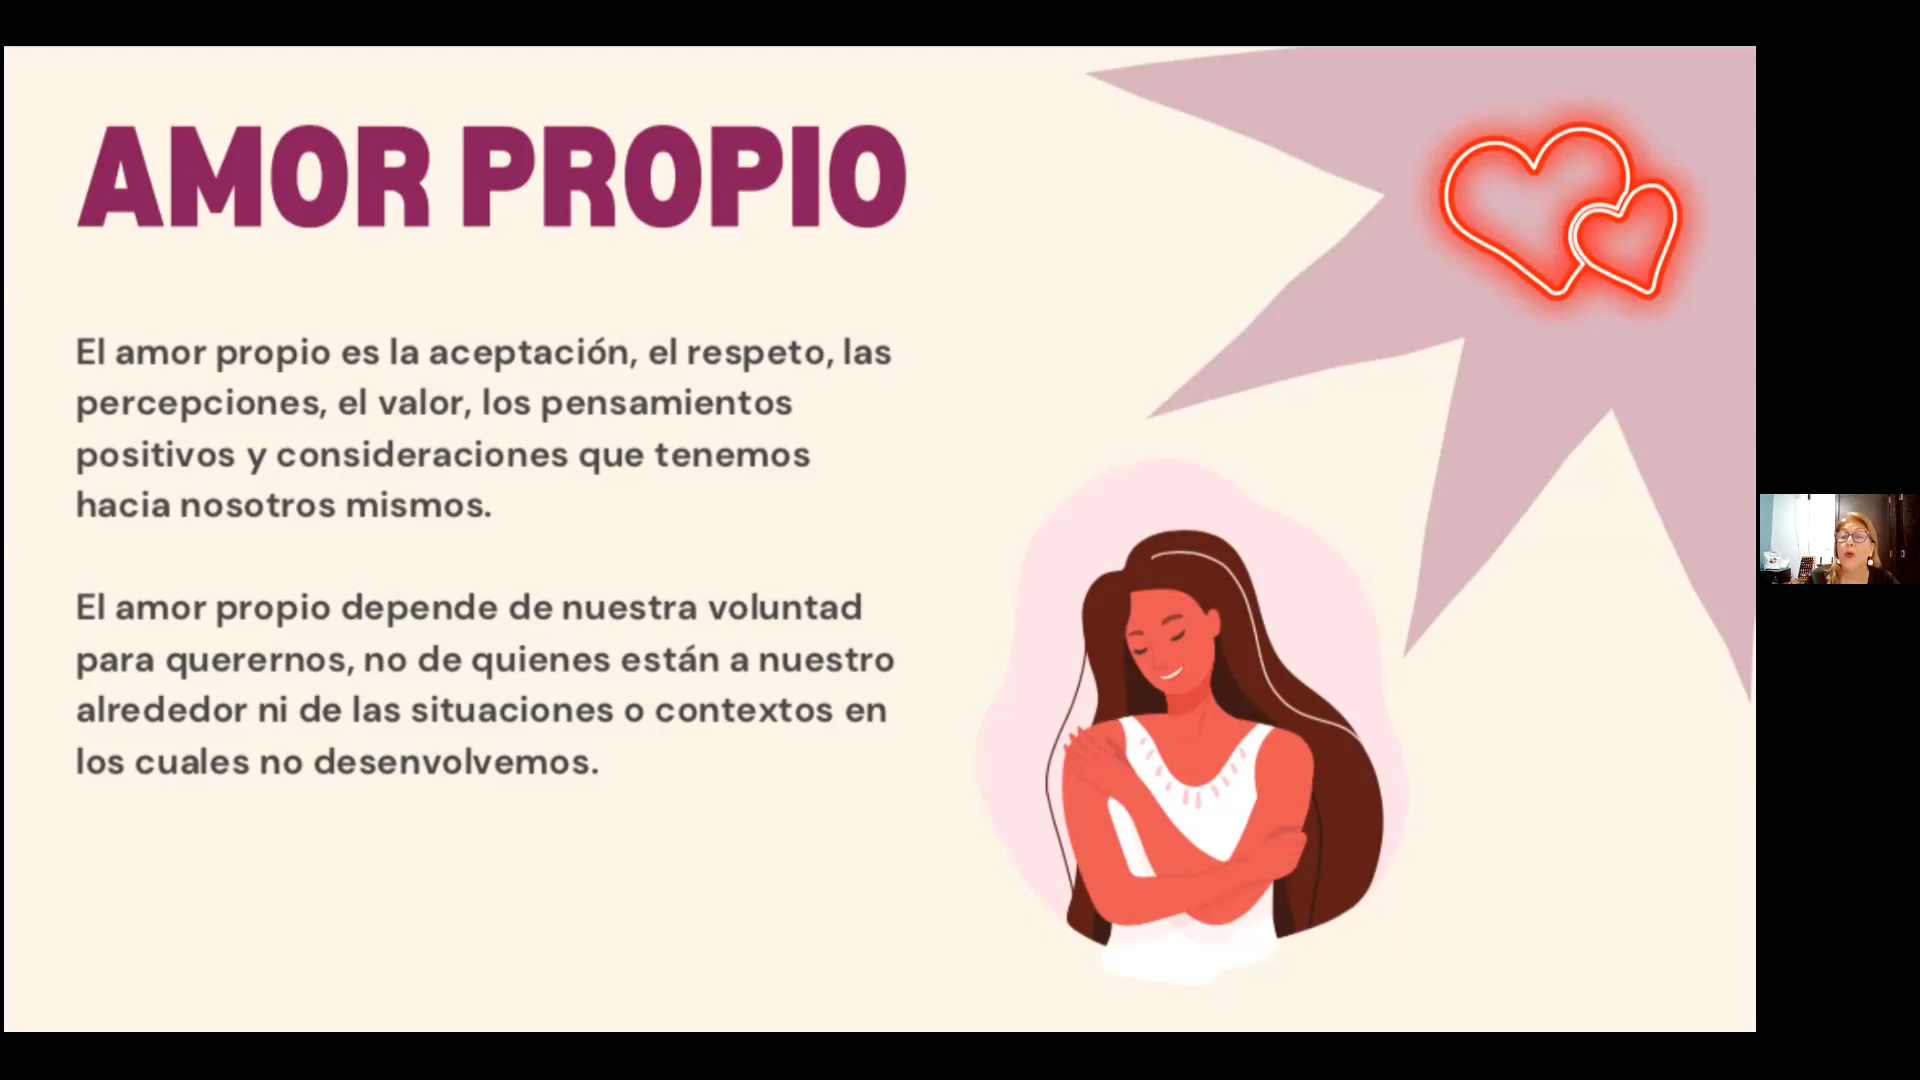 AMOR PROPIO
El amor propio es la aceptación, el respeto, las
percepciones, el valor, los pensamientos
positivos y consideraciones que tenemos
hacia nosotros mismos.
El amor propio depende de nuestra voluntad
para querernos, no de quienes están a nuestro
alrededor ni de las situaciones o contextos en
los cuales no desenvolvemos.